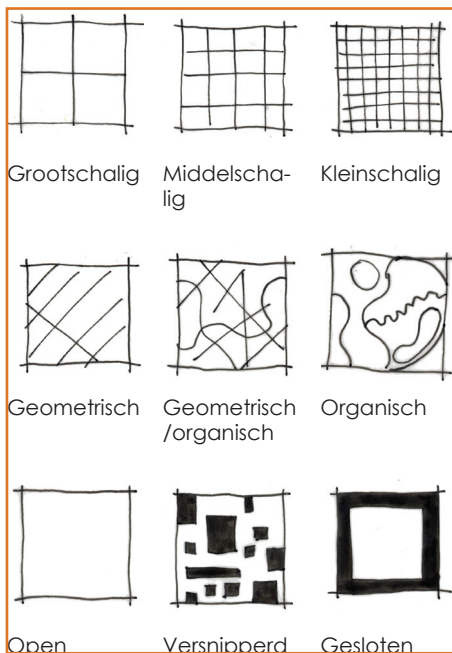 Grootschalig Middelscha-
lig Kleinschalig
Geometrisch Geometrisch
/organisch Organisch
Open Versnipperd Gesloten